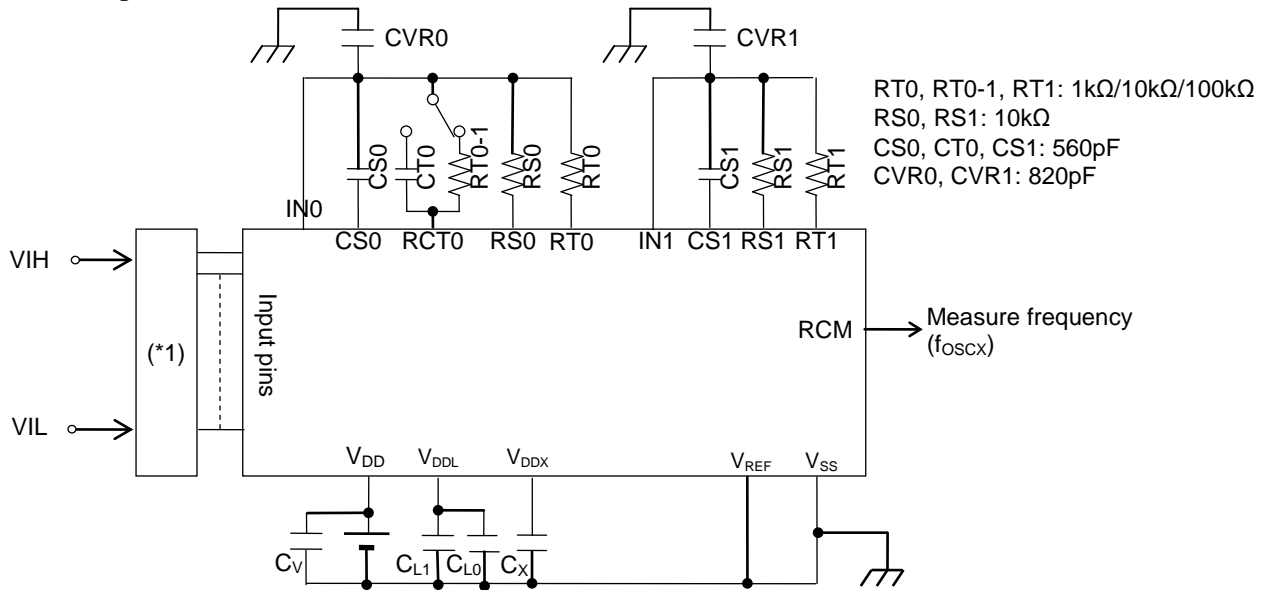 CVR0
CVR1
RT0, RT0-1, RT1: 1kΩ/10kΩ/100kΩ
RS0, RS1: 10kΩ
CS0, CT0, CS1: 560pF
CVR0, CVR1: 820pF
CS0
CT0
RT0-1
RS0
RT0
CS1
RS1
RT1
IN0
CS0
RCT0
RS0
RT0
IN1
CS1
RS1
RT1
VIH
(*1)
VIL
Input pins
RCM
Measure frequency
(fOSCX)
VDD
VDDL
VDDX
VREF
VSS
CV
CL1
CL0
CX